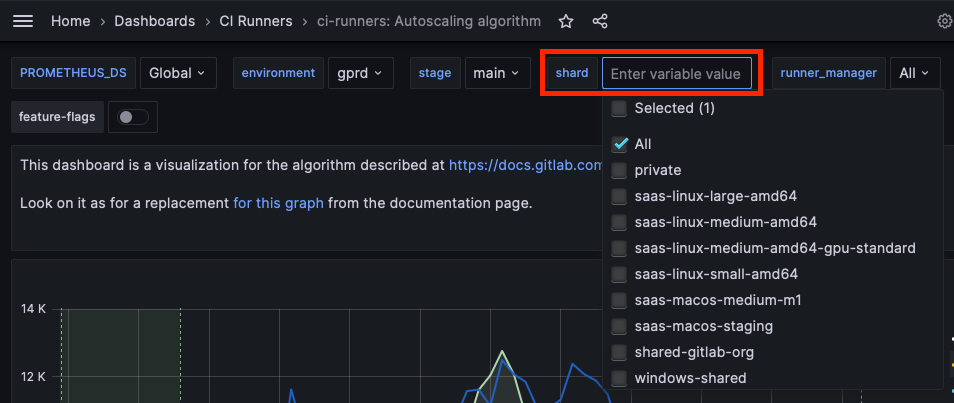 Home > Dashboards > CI Runners > ci-runners: Autoscaling algorithm
PROMETHEUS_DS Global environment gprd stage main shard Enter variable value runner_manager All
feature-flags
Selected (1)
All
private
saas-linux-large-amd64
saas-linux-medium-amd64
saas-linux-medium-amd64-gpu-standard
saas-linux-small-amd64
saas-macos-medium-m1
saas-macos-staging
shared-gitlab-org
windows-shared
This dashboard is a visualization for the algorithm described at https://docs.gitlab.com
Look on it as for a replacement for this graph from the documentation page.
14 K
12 K